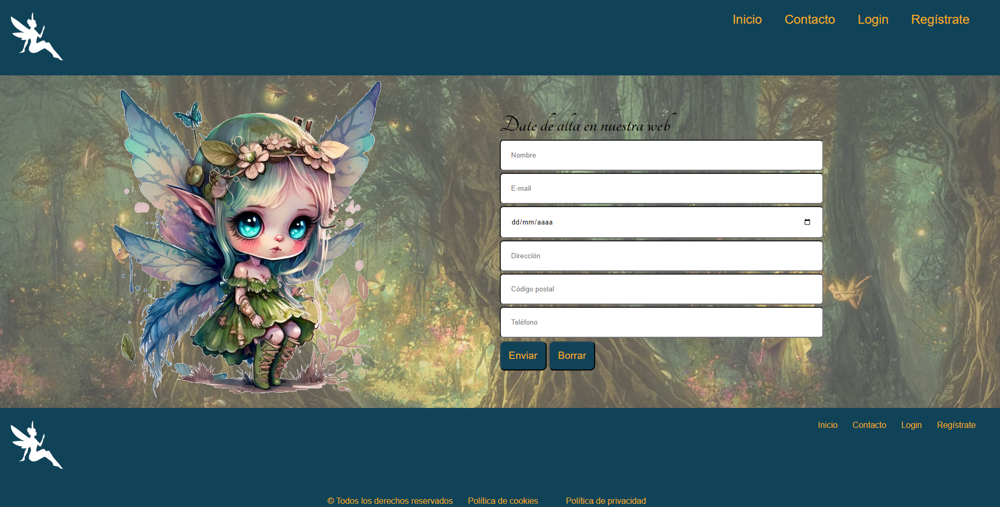 Inicio Contacto Login Regístrate
Date de alta en nuestra web
Nombre
E-mail
dd/mm/aaaa
Dirección
Código postal
Teléfono
Enviar Borrar
Inicio Contacto Login Regístrate
© Todos los derechos reservados Política de cookies Política de privacidad